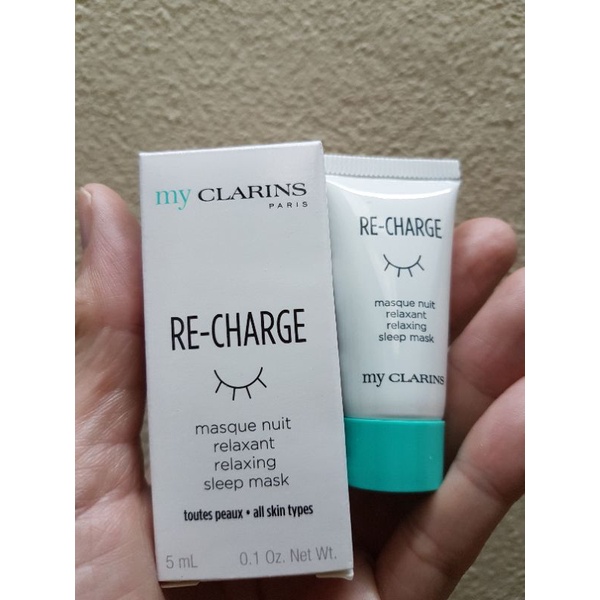 my CLARINS
PARIS
RE-CHARGE
masque nuit
relaxant
relaxing
sleep mask
toutes peaux • all skin types
5 mL 0.1 Oz. Net Wt.
RE-CHARGE
masque nuit
relaxant
relaxing
sleep mask
my CLARINS